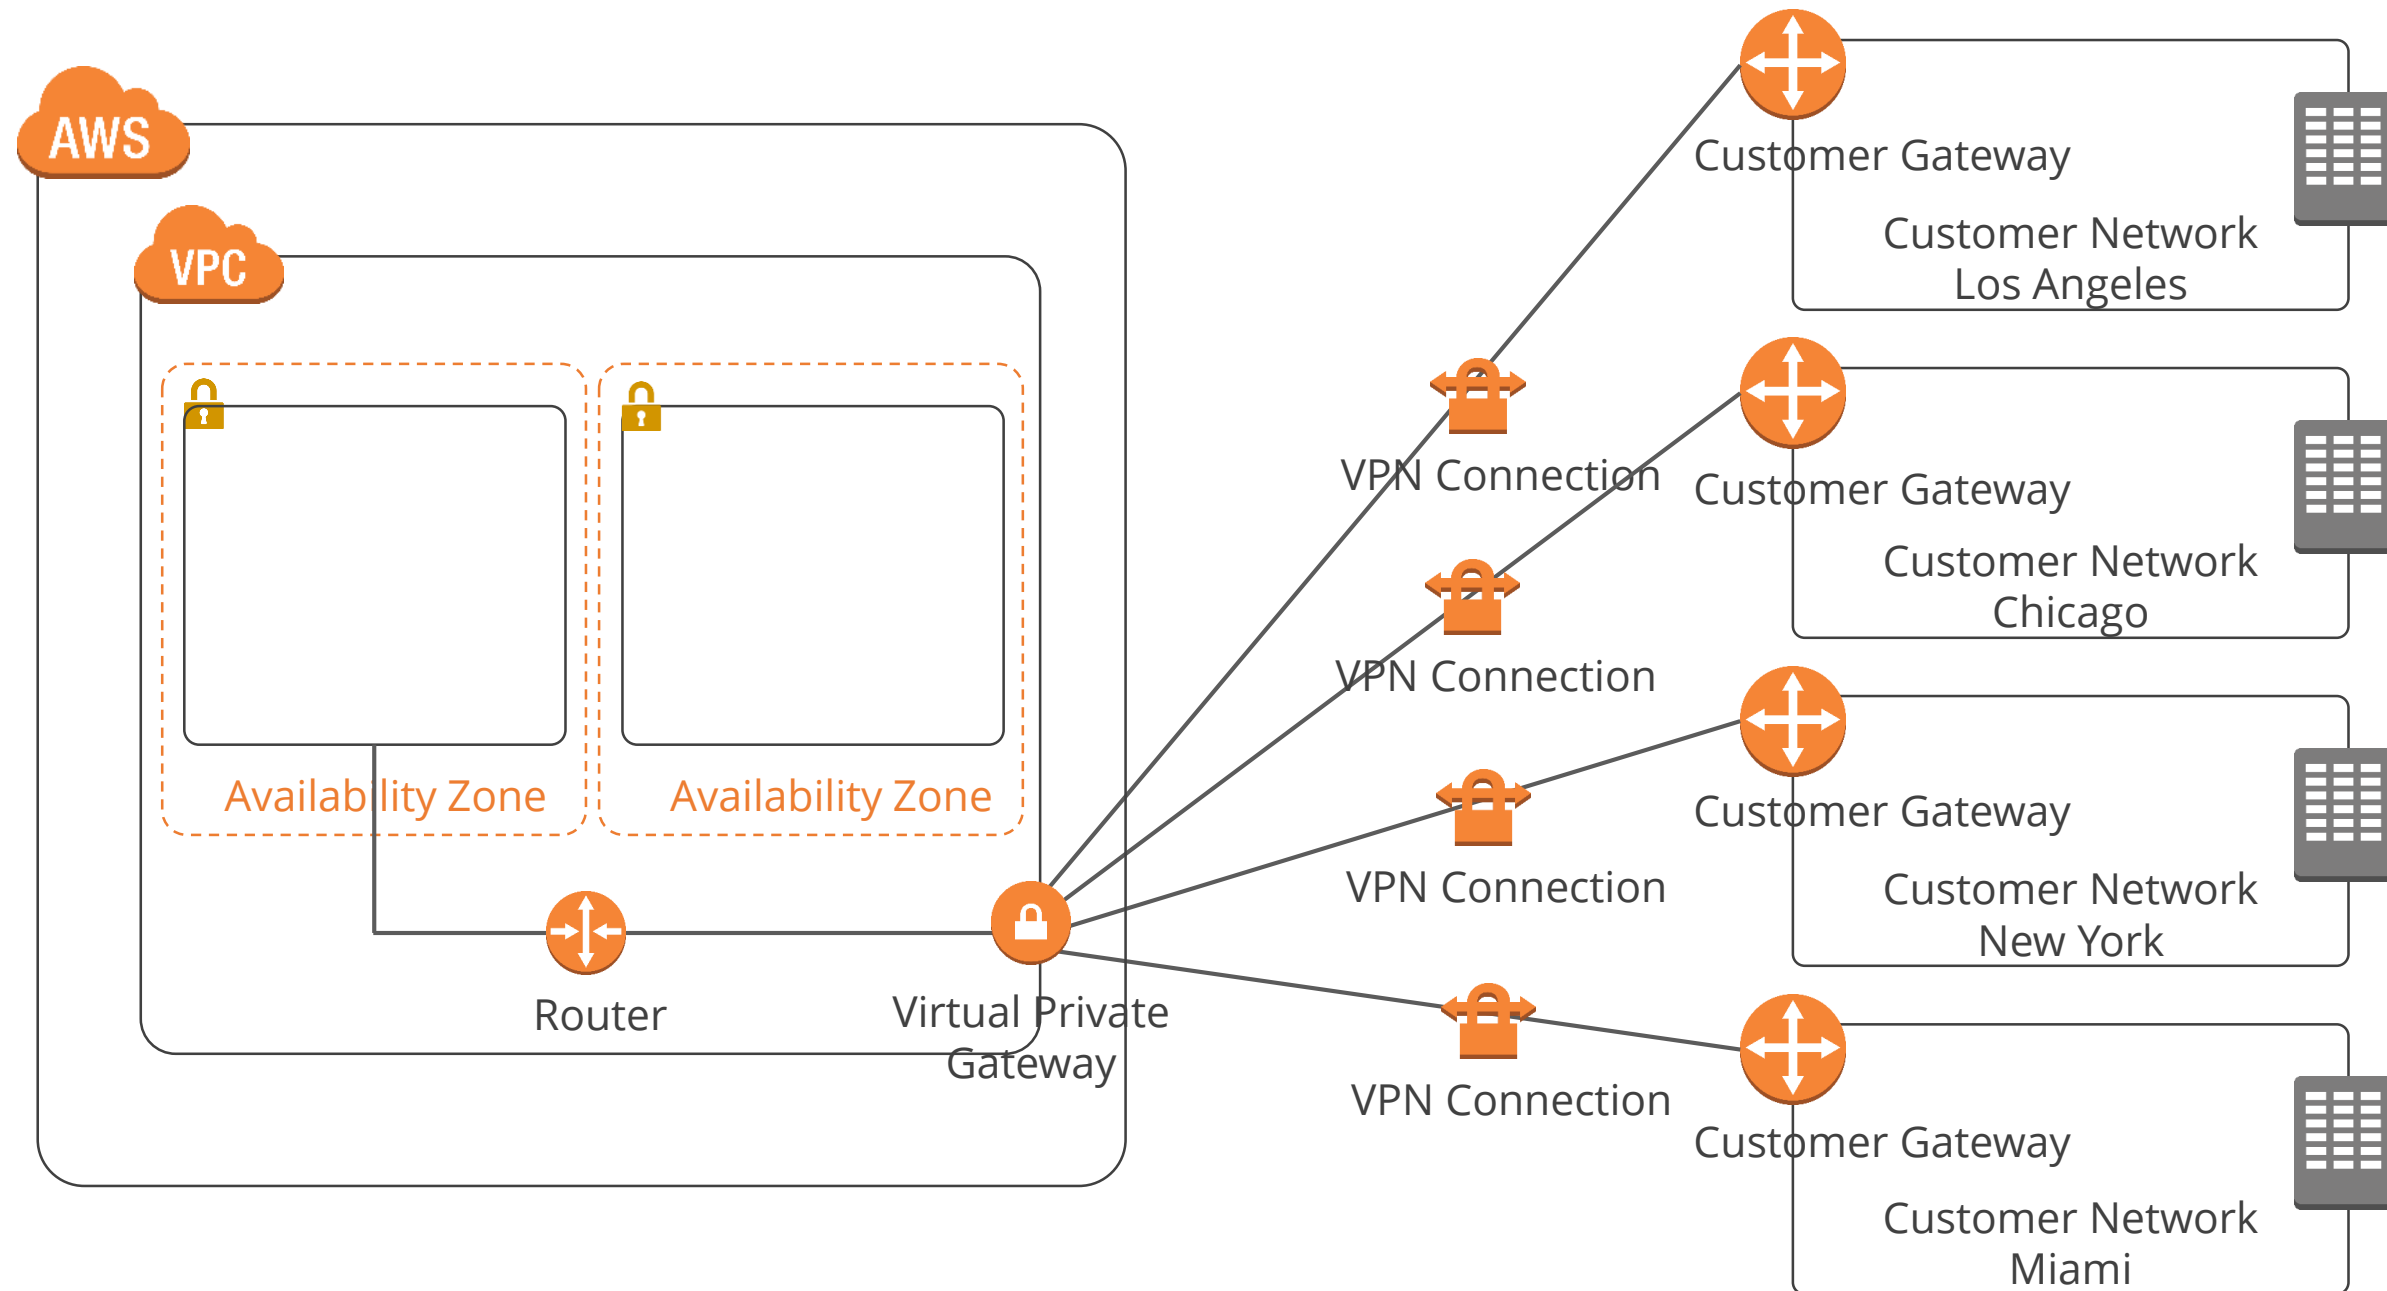 AWS
VPC
Availability Zone
Availability Zone
Router
Virtual Private
Gateway
VPN Connection
VPN Connection
VPN Connection
VPN Connection
Customer Gateway
Customer Network
Los Angeles
Customer Gateway
Customer Network
Chicago
Customer Gateway
Customer Network
New York
Customer Gateway
Customer Network
Miami